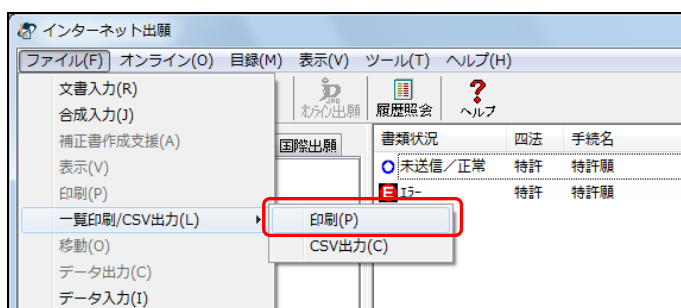 インターネット出願
ファイル(F) オンライン(O) 目録(M) 表示(V) ツール(T) ヘルプ(H)
文書入力(R)
合成入力(J)
補正書作成支援(A)
表示(V)
印刷(P)
一覧印刷/CSV出力(L)
移動(O)
データ出力(C)
データ入力(I)
印刷(P)
CSV出力(C)
JPO
オンライン出願
履歴照会
ヘルプ
国際出願
書類状況 四法 手続名
未送信/正常 特許 特許願
E エラー 特許 特許願